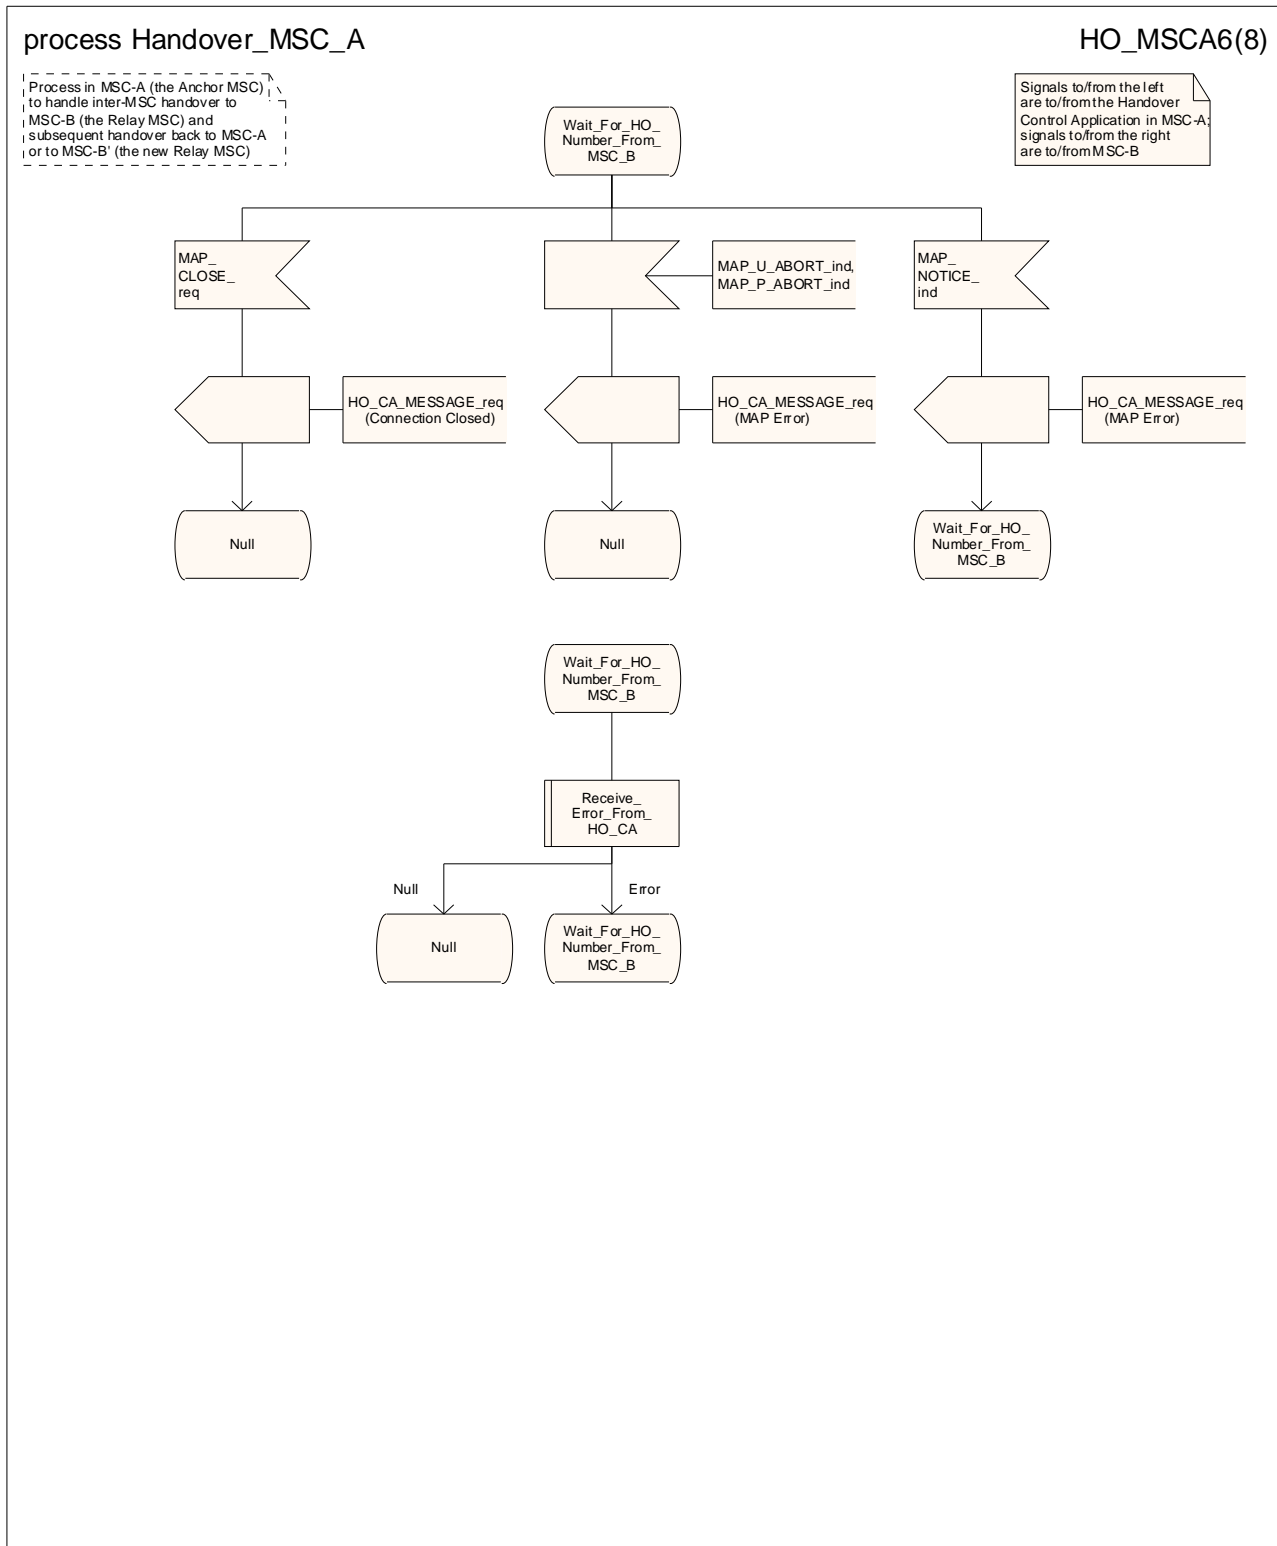 process Handover_MSC_A
HO_MSCA6(8)
Process in MSC-A (the Anchor MSC)
to handle inter-MSC handover to
MSC-B (the Relay MSC) and
subsequent handover back to MSC-A
or to MSC-B' (the new Relay MSC)
Signals to/from the left
are to/from the Handover
Control Application in MSC-A;
signals to/from the right
are to/from MSC-B
Wait_For_HO_
Number_From_
MSC_B
MAP_
CLOSE_
req
MAP_U_ABORT_ind,
MAP_P_ABORT_ind
MAP_
NOTICE_
ind
HO_CA_MESSAGE_req
(Connection Closed)
HO_CA_MESSAGE_req
(MAP Error)
HO_CA_MESSAGE_req
(MAP Error)
Null
Null
Wait_For_HO_
Number_From_
MSC_B
Wait_For_HO_
Number_From_
MSC_B
Receive_
Error_From_
HO_CA
Null
Error
Null
Wait_For_HO_
Number_From_
MSC_B